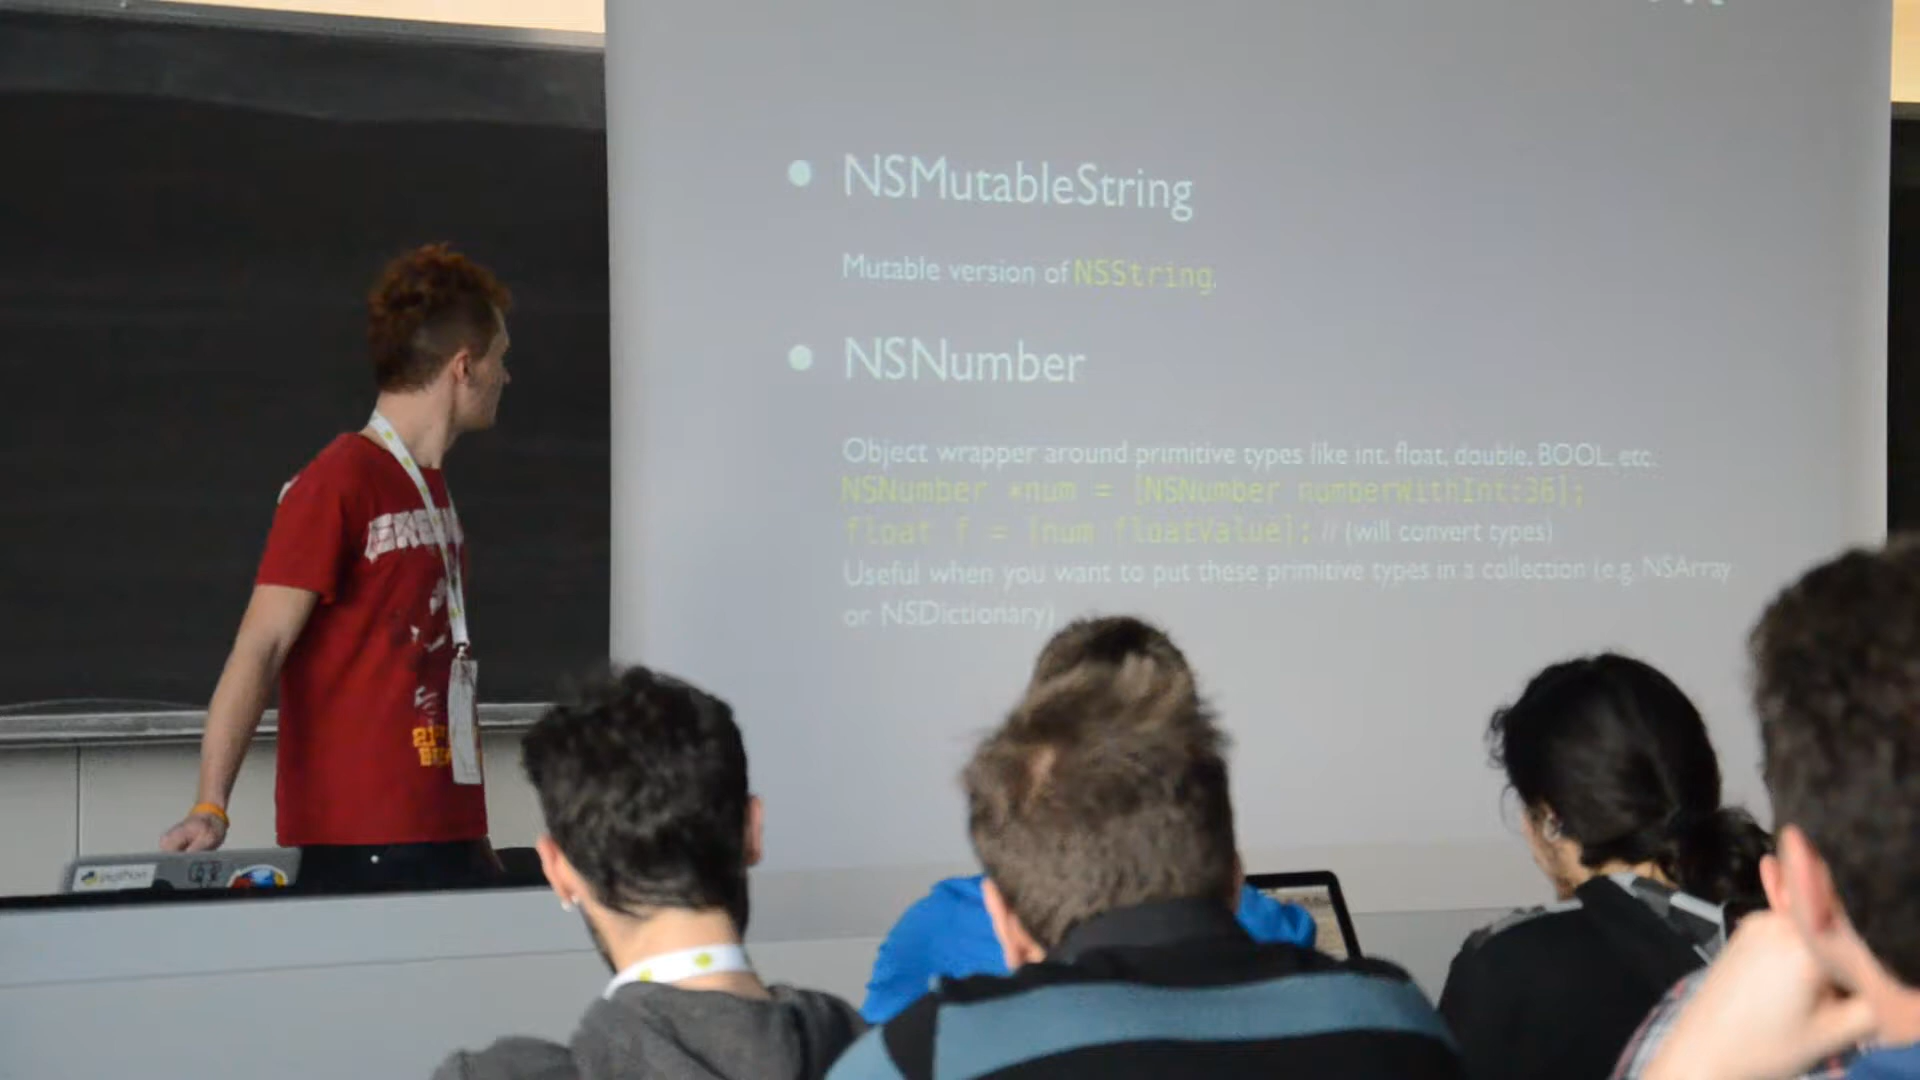 NSMutableString
Mutable version of NSString.
NSNumber
Object wrapper around primitive types like int, float, double, BOOL, etc.
NSNumber *num = [NSNumber numberWithInt:36];
float f = [num floatValue]; // (will convert types)
Useful when you want to put these primitive types in a collection (e.g. NSArray
or NSDictionary)
python